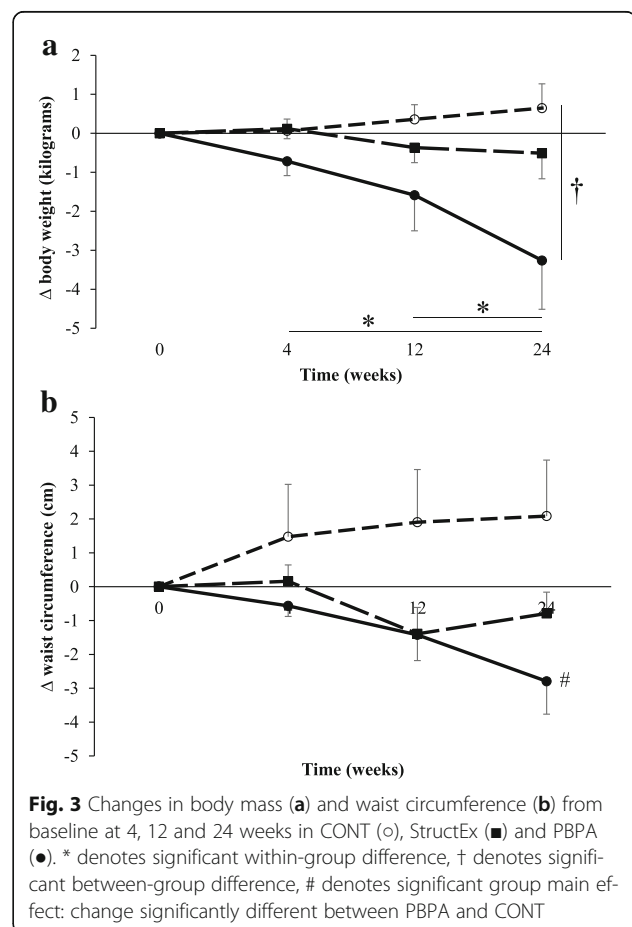 a
2
1
0
-1
-2
-3
-4
-5
Δ body weight (kilograms)
†
*
*
0 4 12 24
Time (weeks)
b
5
4
3
2
1
0
-1
-2
-3
-4
-5
Δ waist circumference (cm)
0 12 24
#
Time (weeks)
Fig. 3 Changes in body mass (a) and waist circumference (b) from
baseline at 4, 12 and 24 weeks in CONT (○), StructEx (■) and PBPA
(●). * denotes significant within-group difference, † denotes signifi-
cant between-group difference, # denotes significant group main ef-
fect: change significantly different between PBPA and CONT